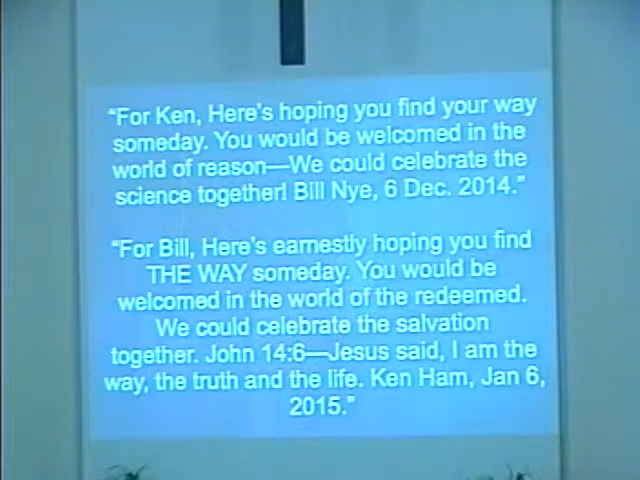 “For Ken, Here’s hoping you find your way
someday. You would be welcomed in the
world of reason—We could celebrate the
science together! Bill Nye, 6 Dec. 2014.”
“For Bill, Here’s earnestly hoping you find
THE WAY someday. You would be
welcomed in the world of the redeemed.
We could celebrate the salvation
together. John 14:6—Jesus said, I am the
way, the truth and the life. Ken Ham, Jan 6,
2015.”